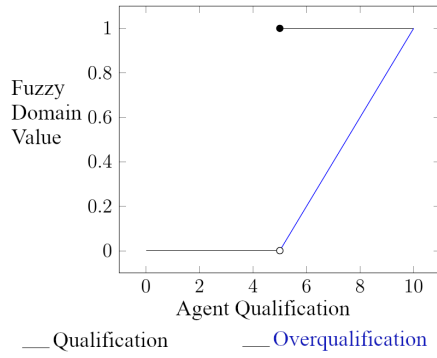 1
0.8
Fuzzy
Domain
Value
0.6
0.4
0.2
0
0 2 4 6 8 10
Agent Qualification
Qualification Overqualification